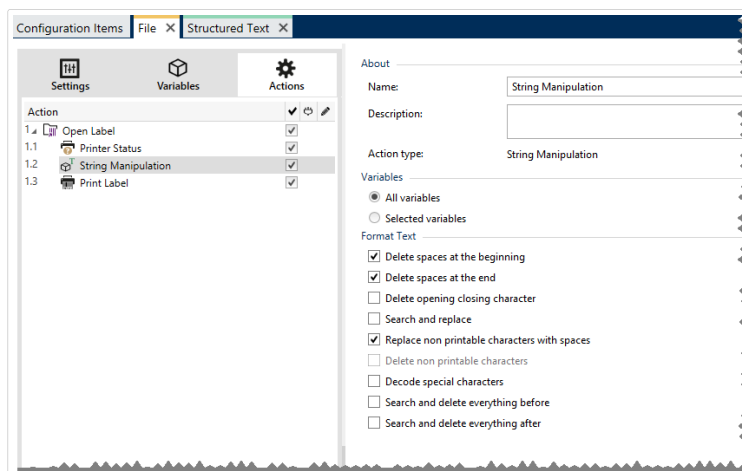 Configuration Items File Structured Text
Settings Variables Actions
Action
1 Open Label
1.1 Printer Status
1.2 String Manipulation
1.3 Print Label
About
Name: String Manipulation
Description:
Action type: String Manipulation
Variables
All variables
Selected variables
Format Text
Delete spaces at the beginning
Delete spaces at the end
Delete opening closing character
Search and replace
Replace non printable characters with spaces
Delete non printable characters
Decode special characters
Search and delete everything before
Search and delete everything after